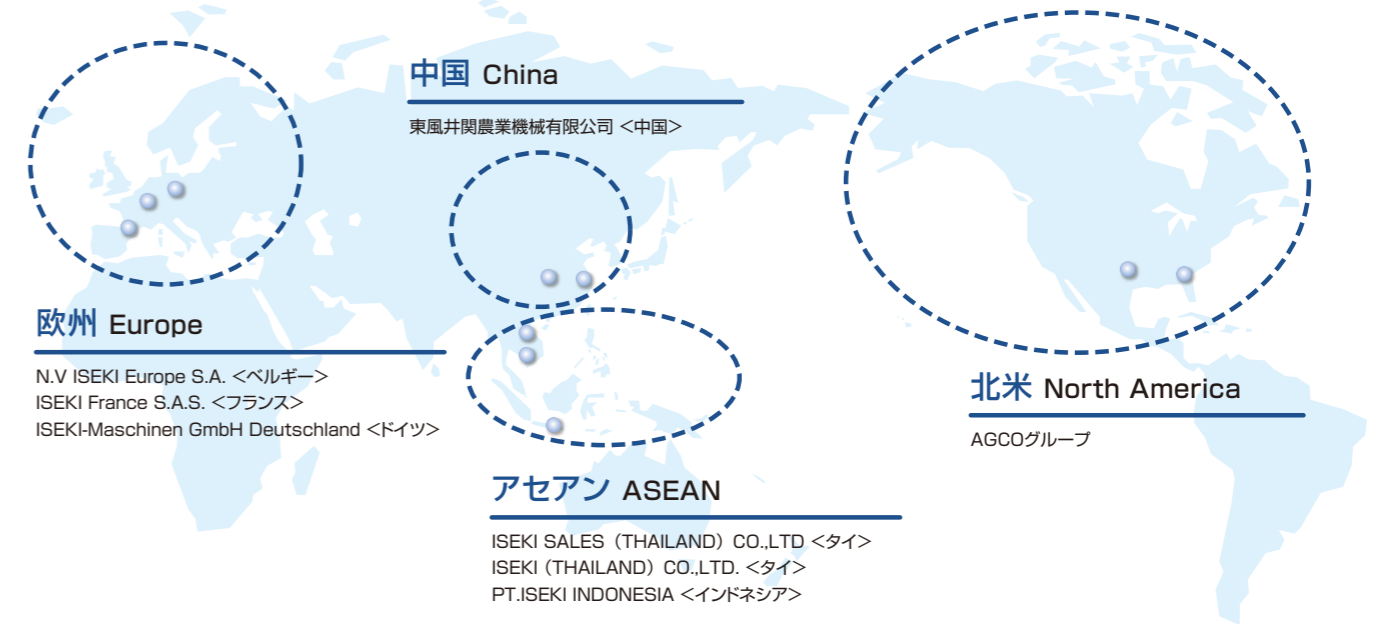 中国 China
東風井関農業機械有限公司 <中国>
欧州 Europe
N.V ISEKI Europe S.A. <ベルギー>
ISEKI France S.A.S. <フランス>
ISEKI-Maschinen GmbH Deutschland <ドイツ>
アセアン ASEAN
ISEKI SALES（THAILAND）CO.,LTD <タイ>
ISEKI（THAILAND）CO.,LTD. <タイ>
PT.ISEKI INDONESIA <インドネシア>
北米 North America
AGCOグループ